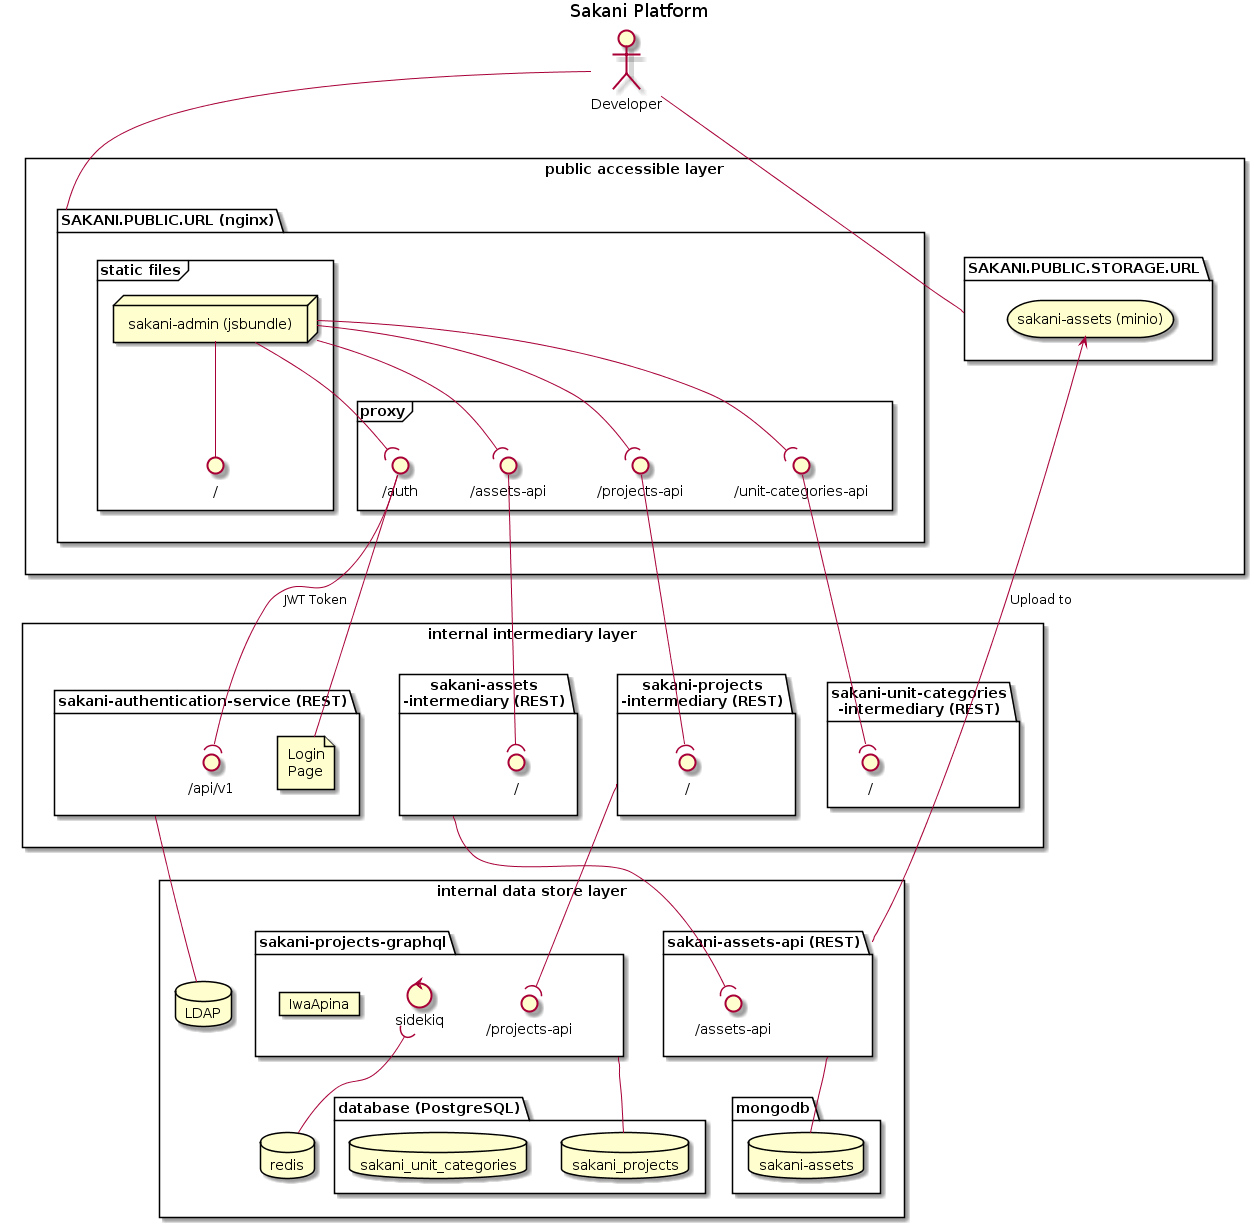 Sakani Platform
Developer
public accessible layer
SAKANI.PUBLIC.URL (nginx)
static files
sakani-admin (jsbundle)
SAKANI.PUBLIC.STORAGE.URL
sakani-assets (minio)
proxy
/
/auth
/assets-api
/projects-api
/unit-categories-api
JWT Token
Upload to
internal intermediary layer
sakani-authentication-service (REST)
/api/v1
Login
Page
sakani-assets
-intermediary (REST)
/
sakani-projects
-intermediary (REST)
/
sakani-unit-categories
-intermediary (REST)
/
internal data store layer
LDAP
sakani-projects-graphql
IwaApina
sidekiq
/projects-api
sakani-assets-api (REST)
/assets-api
redis
database (PostgreSQL)
sakani_unit_categories
sakani_projects
mongodb
sakani-assets